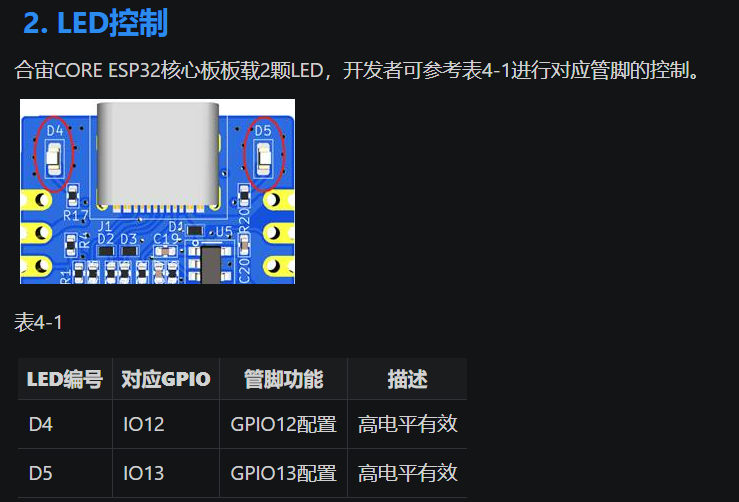 2. LED控制
合宙CORE ESP32核心板板载2颗LED，开发者可参考表4-1进行对应管脚的控制。
D4
D5
R17
J1
D1
U5
R20
R4
D2 D3
C19
R1
C20
表4-1
LED编号 对应GPIO 管脚功能 描述
D4 IO12 GPIO12配置 高电平有效
D5 IO13 GPIO13配置 高电平有效